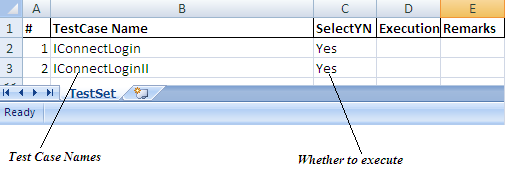 A B C D E
1 # TestCase Name SelectYN Execution Remarks
2 1 IConnectLogin Yes
3 2 IConnectLoginII Yes
TestSet
Ready
Test Case Names Whether to execute